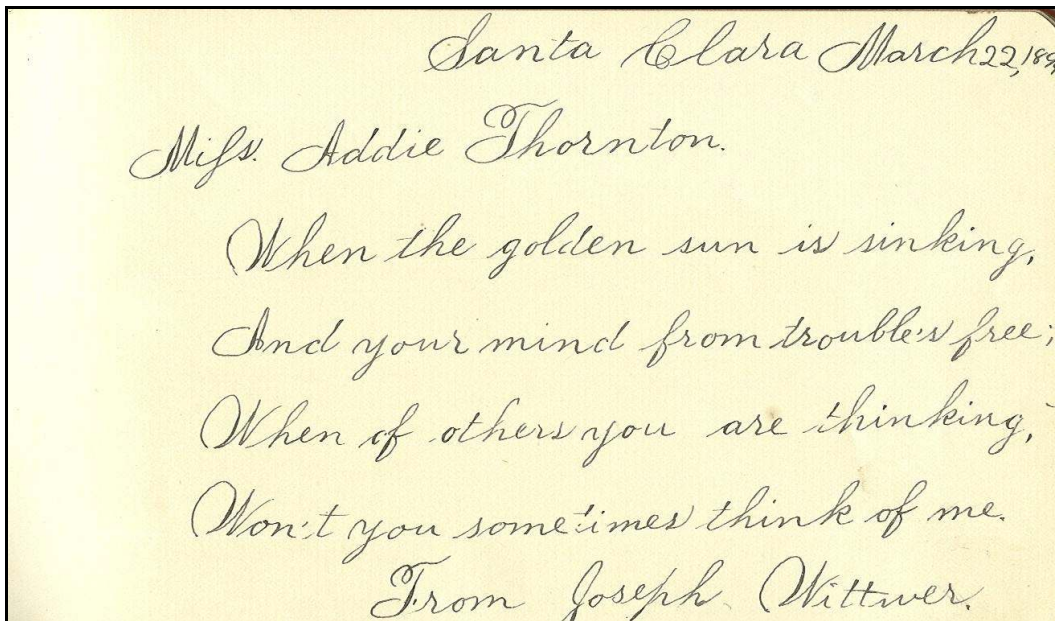 Santa Clara March 22, 189
Miſs. Addie Thornton.
When the golden sun is sinking,
And your mind from trouble's free;
When of others you are thinking,
Won't you sometimes think of me.
From Joseph Wittwer.